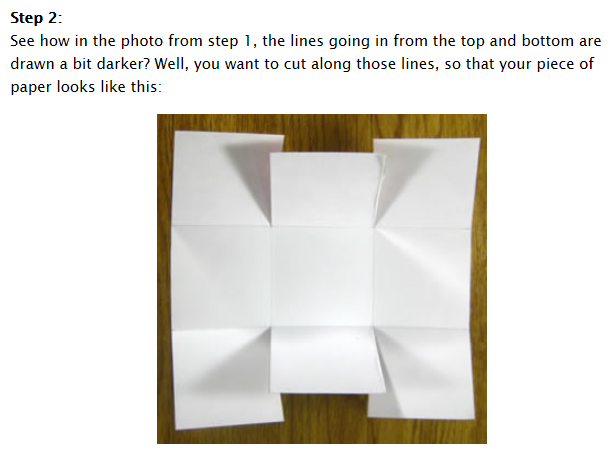 Step 2:
See how in the photo from step 1, the lines going in from the top and bottom are
drawn a bit darker? Well, you want to cut along those lines, so that your piece of
paper looks like this: